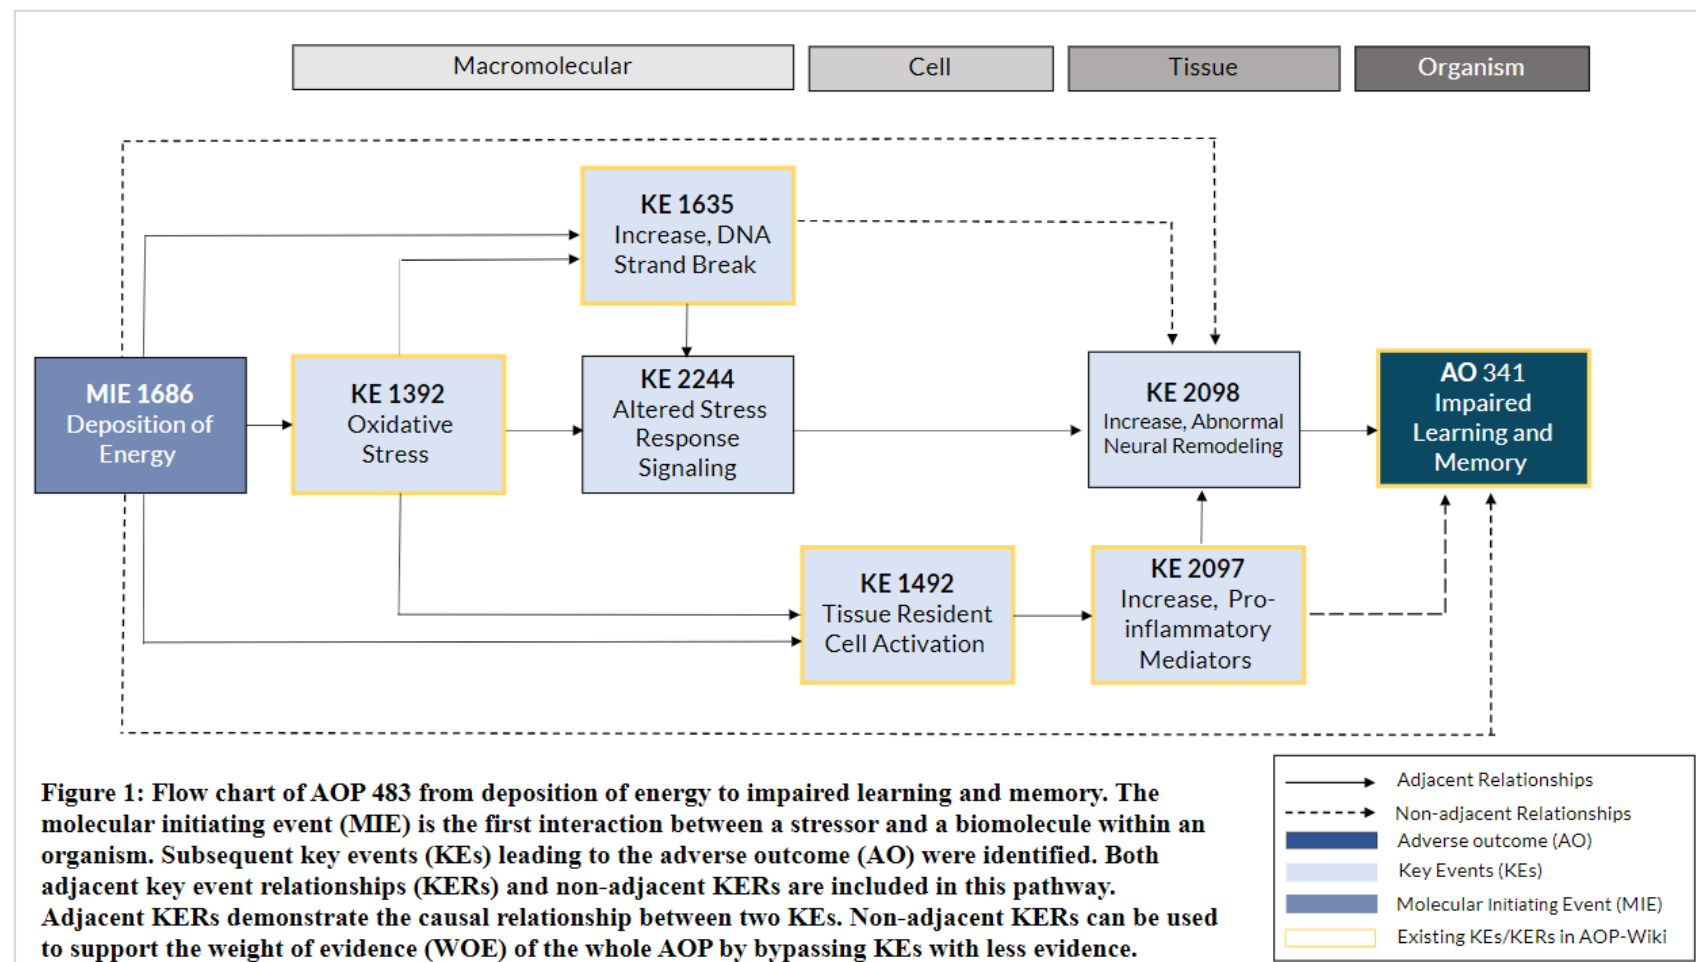 Macromolecular
Cell
Tissue
Organism
KE 1635
Increase, DNA
Strand Break
MIE 1686
Deposition of
Energy
KE 1392
Oxidative
Stress
KE 2244
Altered Stress
Response
Signaling
KE 2098
Increase, Abnormal
Neural Remodeling
AO 341
Impaired
Learning and
Memory
KE 1492
Tissue Resident
Cell Activation
KE 2097
Increase, Pro-
inflammatory
Mediators
Figure 1: Flow chart of AOP 483 from deposition of energy to impaired learning and memory. The
molecular initiating event (MIE) is the first interaction between a stressor and a biomolecule within an
organism. Subsequent key events (KEs) leading to the adverse outcome (AO) were identified. Both
adjacent key event relationships (KERs) and non-adjacent KERs are included in this pathway.
Adjacent KERs demonstrate the causal relationship between two KEs. Non-adjacent KERs can be used
to support the weight of evidence (WOE) of the whole AOP by bypassing KEs with less evidence.
Adjacent Relationships
Non-adjacent Relationships
Adverse outcome (AO)
Key Events (KEs)
Molecular Initiating Event (MIE)
Existing KEs/KERs in AOP-Wiki